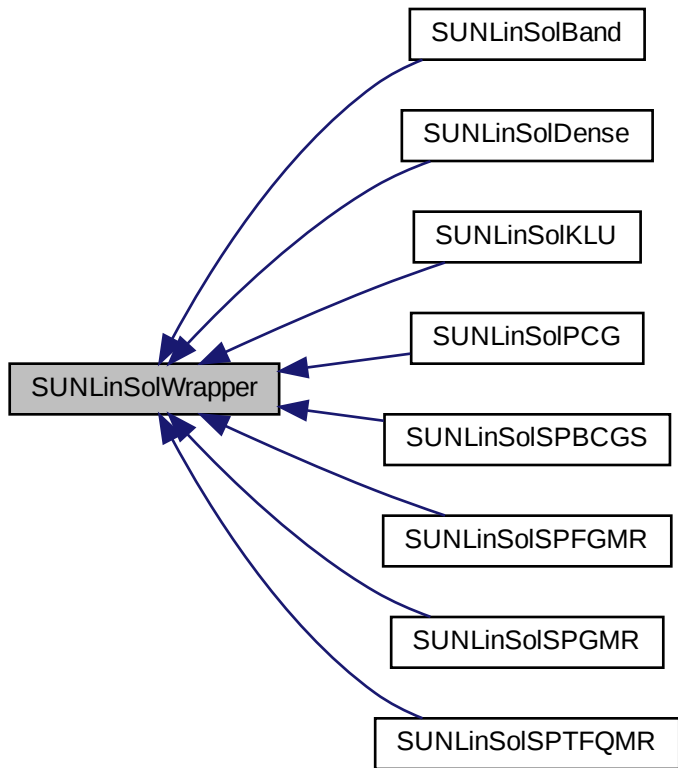 SUNLinSolBand
SUNLinSolDense
SUNLinSolKLU
SUNLinSolPCG
SUNLinSolWrapper
SUNLinSolSPBCGS
SUNLinSolSPFGMR
SUNLinSolSPGMR
SUNLinSolSPTFQMR